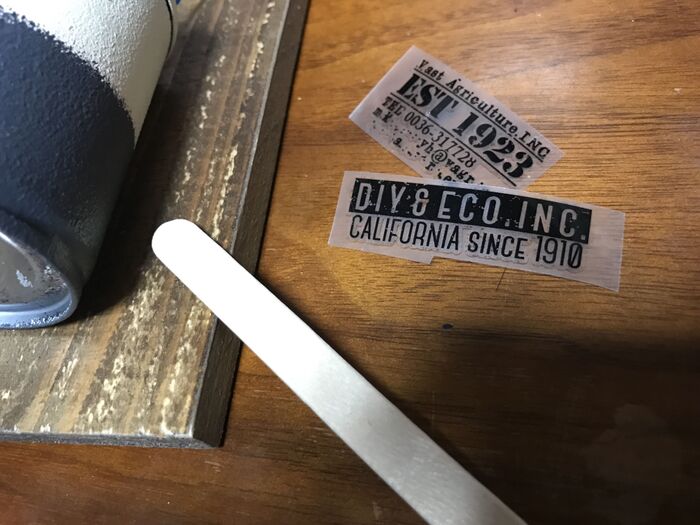 Vast Agriculture.INC
EST 1923
TEL 0036-317728
DIY & ECO.INC.
CALIFORNIA SINCE 1910